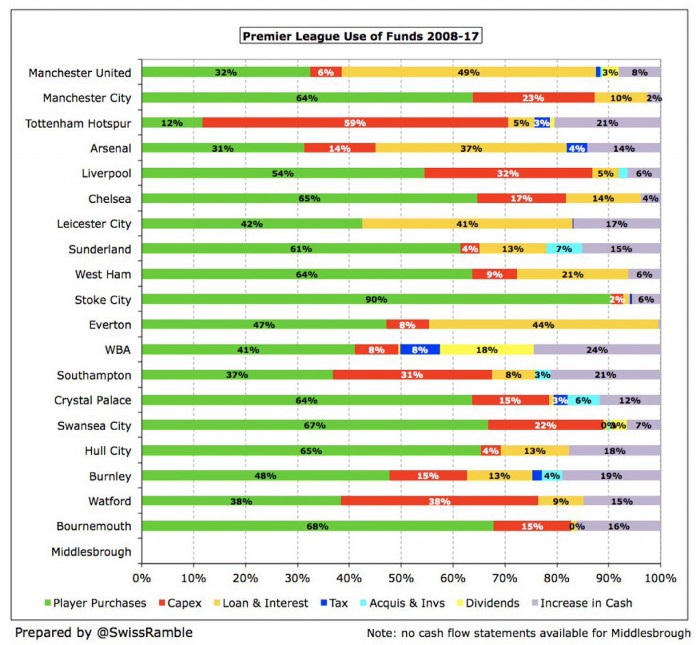 Premier League Use of Funds 2008-17
Manchester United 32% 6% 49% 3% 8%
Manchester City 64% 23% 10% 2%
Tottenham Hotspur 12% 59% 5% 3% 21%
Arsenal 31% 14% 37% 4% 14%
Liverpool 54% 32% 5% 6%
Chelsea 65% 17% 14% 4%
Leicester City 42% 41% 17%
Sunderland 61% 4% 13% 7% 15%
West Ham 64% 9% 21% 6%
Stoke City 90% 2% 6%
Everton 47% 8% 44%
WBA 41% 8% 8% 18% 24%
Southampton 37% 31% 8% 3% 21%
Crystal Palace 64% 15% 3% 6% 12%
Swansea City 67% 22% 0% 7%
Hull City 65% 4% 13% 18%
Burnley 48% 15% 13% 4% 19%
Watford 38% 38% 9% 15%
Bournemouth 68% 15% 0% 16%
Middlesbrough
0% 10% 20% 30% 40% 50% 60% 70% 80% 90% 100%
Player Purchases Capex Loan & Interest Tax Acquis & Invs Dividends Increase in Cash
Prepared by @SwissRamble Note: no cash flow statements available for Middlesbrough